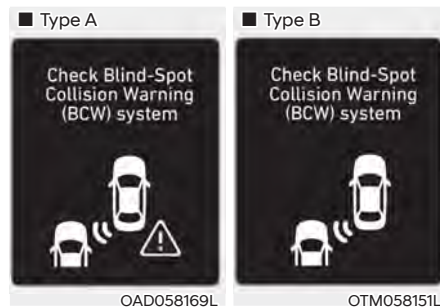 ■ Type A
Check Blind-Spot
Collision Warning
(BCW) system
OAD058169L
■ Type B
Check Blind-Spot
Collision Warning
(BCW) system
OTM058151L